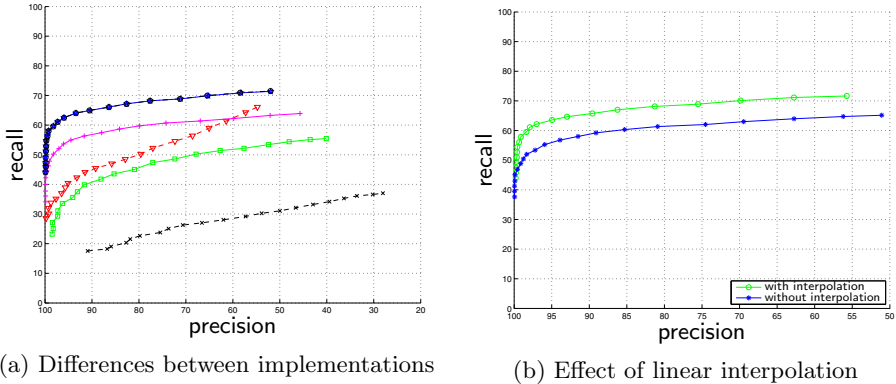 100
90
80
70
60
50
40
30
20
10
0
100 90 80 70 60 50 40 30 20
recall
precision
(a) Differences between implementations
100
90
80
70
60
50
40
30
20
10
0
100 95 90 85 80 75 70 65 60 55 50
recall
precision
with interpolation
without interpolation
(b) Effect of linear interpolation